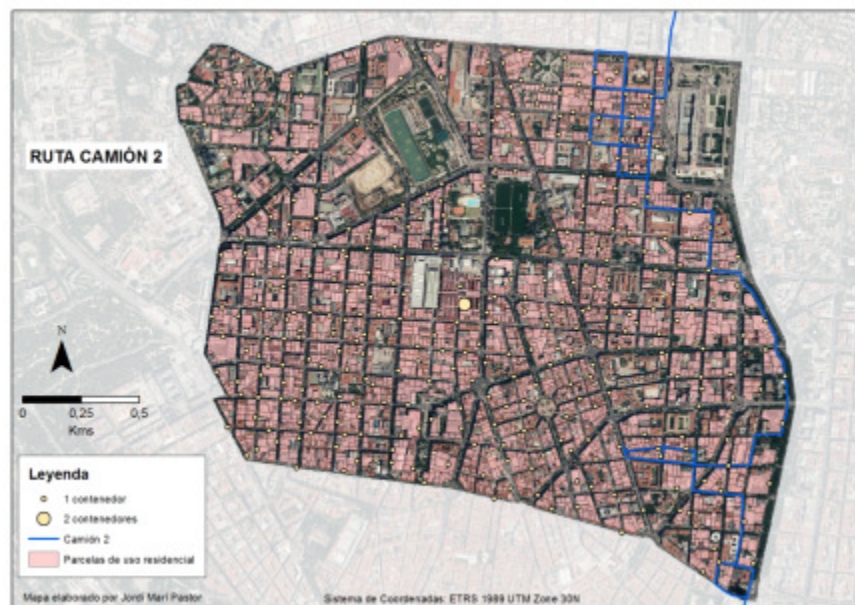 RUTA CAMIÓN 2
N
0 0,25 0,5
Kms
Leyenda
1 contenedor
2 contenedores
Camión 2
Parcelas de uso residencial
Mapa elaborado por Jordi Marí Pastor
Sistema de Coordenadas: ETRS 1989 UTM Zone 30N